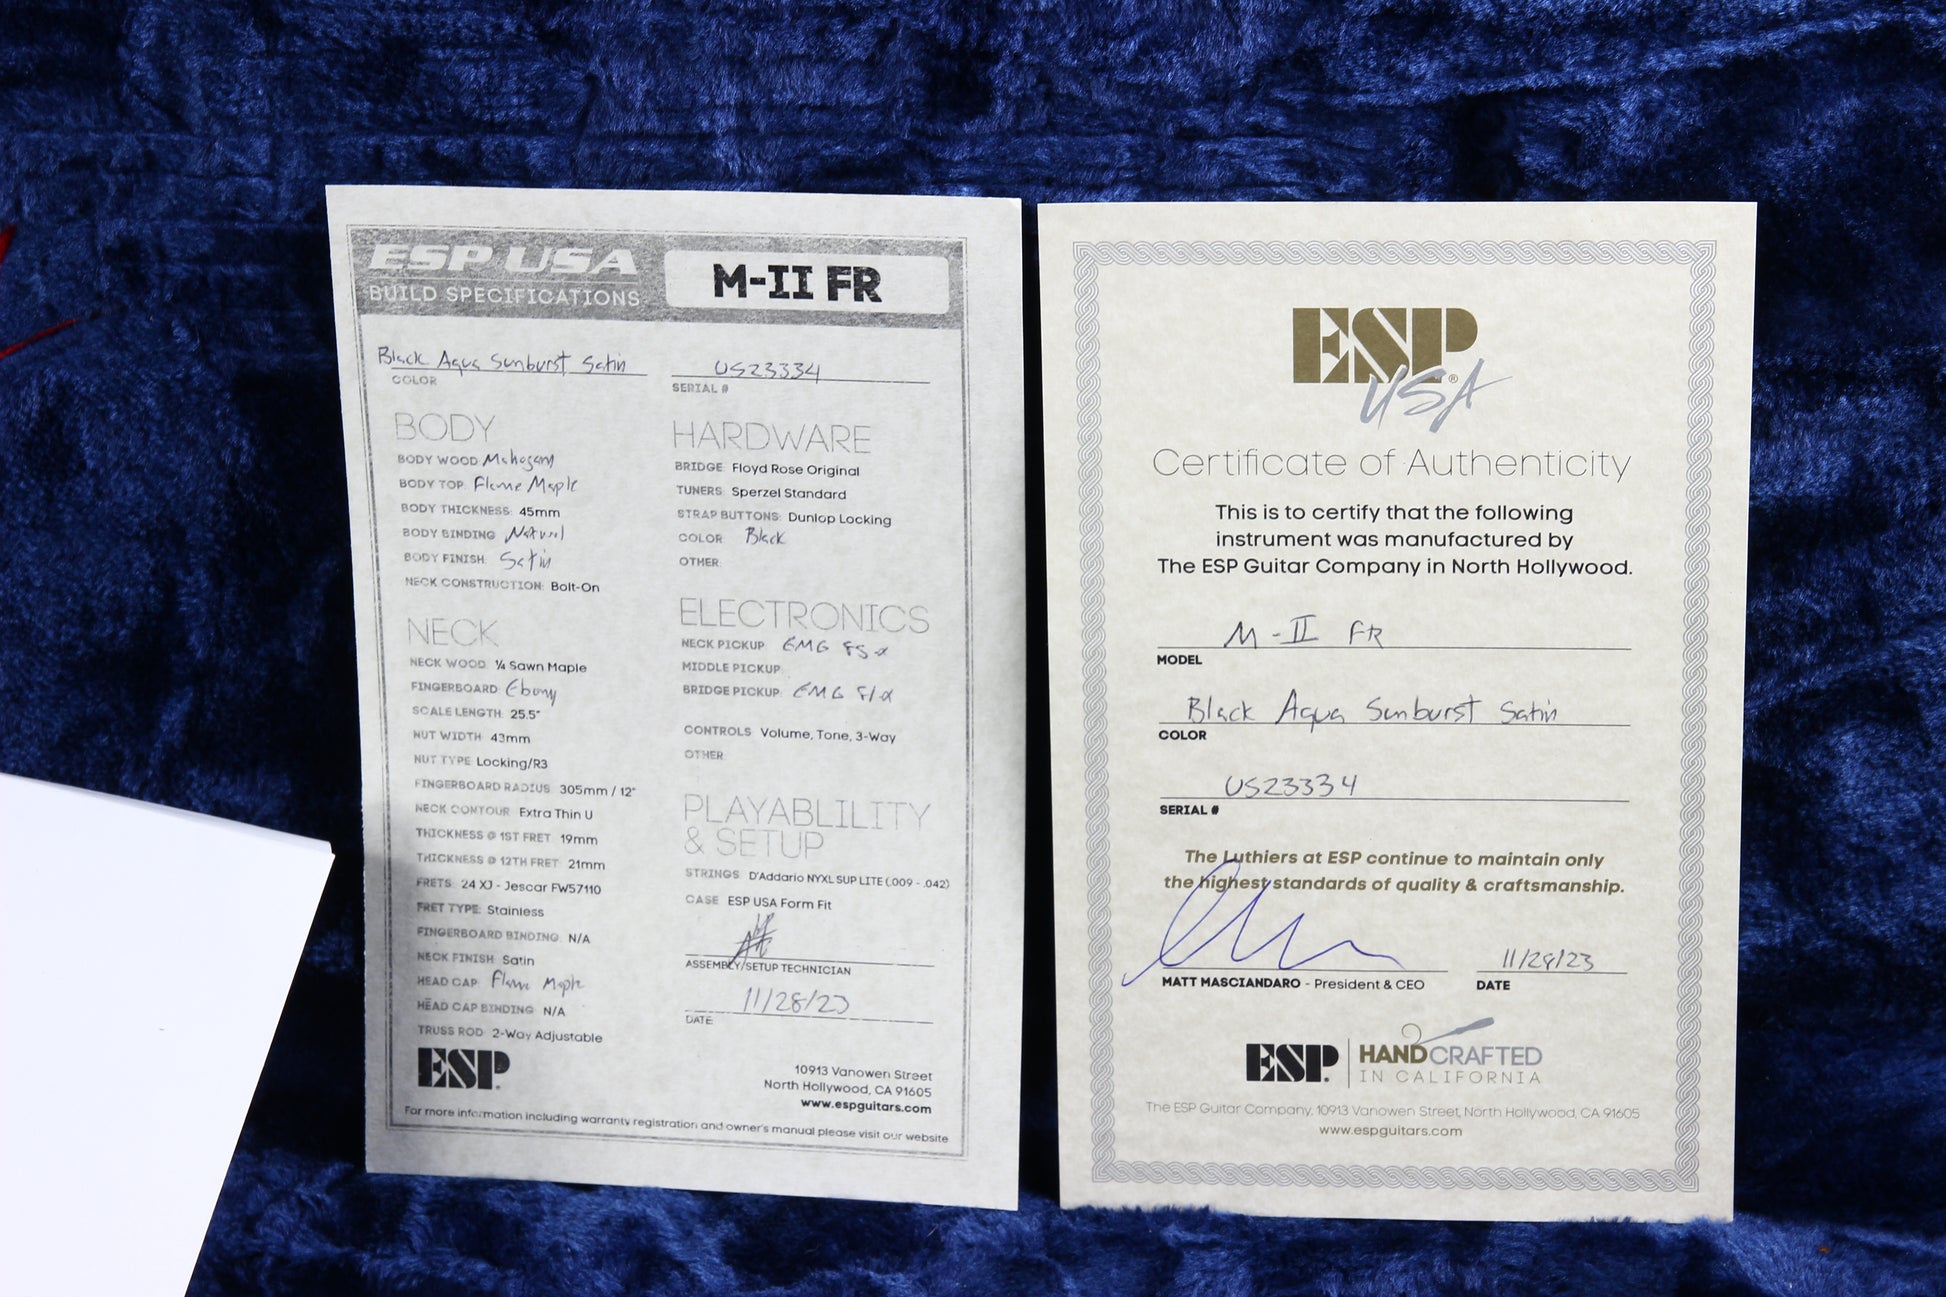 ESP USA
BUILD SPECIFICATIONS
M-II FR
Black Aqua Sunburst Satin
COLOR
US23334
SERIAL #
BODY
BODY WOOD: Mahogany
BODY TOP: Flame Maple
BODY THICKNESS: 45mm
BODY BINDING: Natural
BODY FINISH: Satin
NECK CONSTRUCTION: Bolt-On
NECK
NECK WOOD: ¼ Sawn Maple
FINGERBOARD: Ebony
SCALE LENGTH: 25.5"
NUT WIDTH: 43mm
NUT TYPE: Locking/R3
FINGERBOARD RADIUS: 305mm / 12"
NECK CONTOUR: Extra Thin U
THICKNESS @ 1ST FRET: 19mm
THICKNESS @ 12TH FRET: 21mm
FRETS: 24 XJ - Jescar FW57110
FRET TYPE: Stainless
FINGERBOARD BINDING: N/A
NECK FINISH: Satin
HEAD CAP: Flame Maple
HEAD CAP BINDING: N/A
TRUSS ROD: 2-Way Adjustable
HARDWARE
BRIDGE: Floyd Rose Original
TUNERS: Sperzel Standard
STRAP BUTTONS: Dunlop Locking
COLOR: Black
OTHER:
ELECTRONICS
NECK PICKUP: EMG 85-x
MIDDLE PICKUP:
BRIDGE PICKUP: EMG 81-x
CONTROLS: Volume, Tone, 3-Way
OTHER:
PLAYABLILITY
& SETUP
STRINGS: D'Addario NYXL SUP LITE (.009 - .042)
CASE: ESP USA Form Fit
ASSEMBLY/SETUP TECHNICIAN
11/28/23
DATE
ESP
10913 Vanowen Street
North Hollywood, CA 91605
www.espguitars.com
For more information including warranty registration and owner's manual please visit our website
ESP®
USA
Certificate of Authenticity
This is to certify that the following
instrument was manufactured by
The ESP Guitar Company in North Hollywood.
M-II FR
MODEL
Black Aqua Sunburst Satin
COLOR
US23334
SERIAL #
The Luthiers at ESP continue to maintain only
the highest standards of quality & craftsmanship.
11/28/23
MATT MASCIANDARO - President & CEO
DATE
ESP. HANDCRAFTED
IN CALIFORNIA
The ESP Guitar Company, 10913 Vanowen Street, North Hollywood, CA 91605
www.espguitars.com